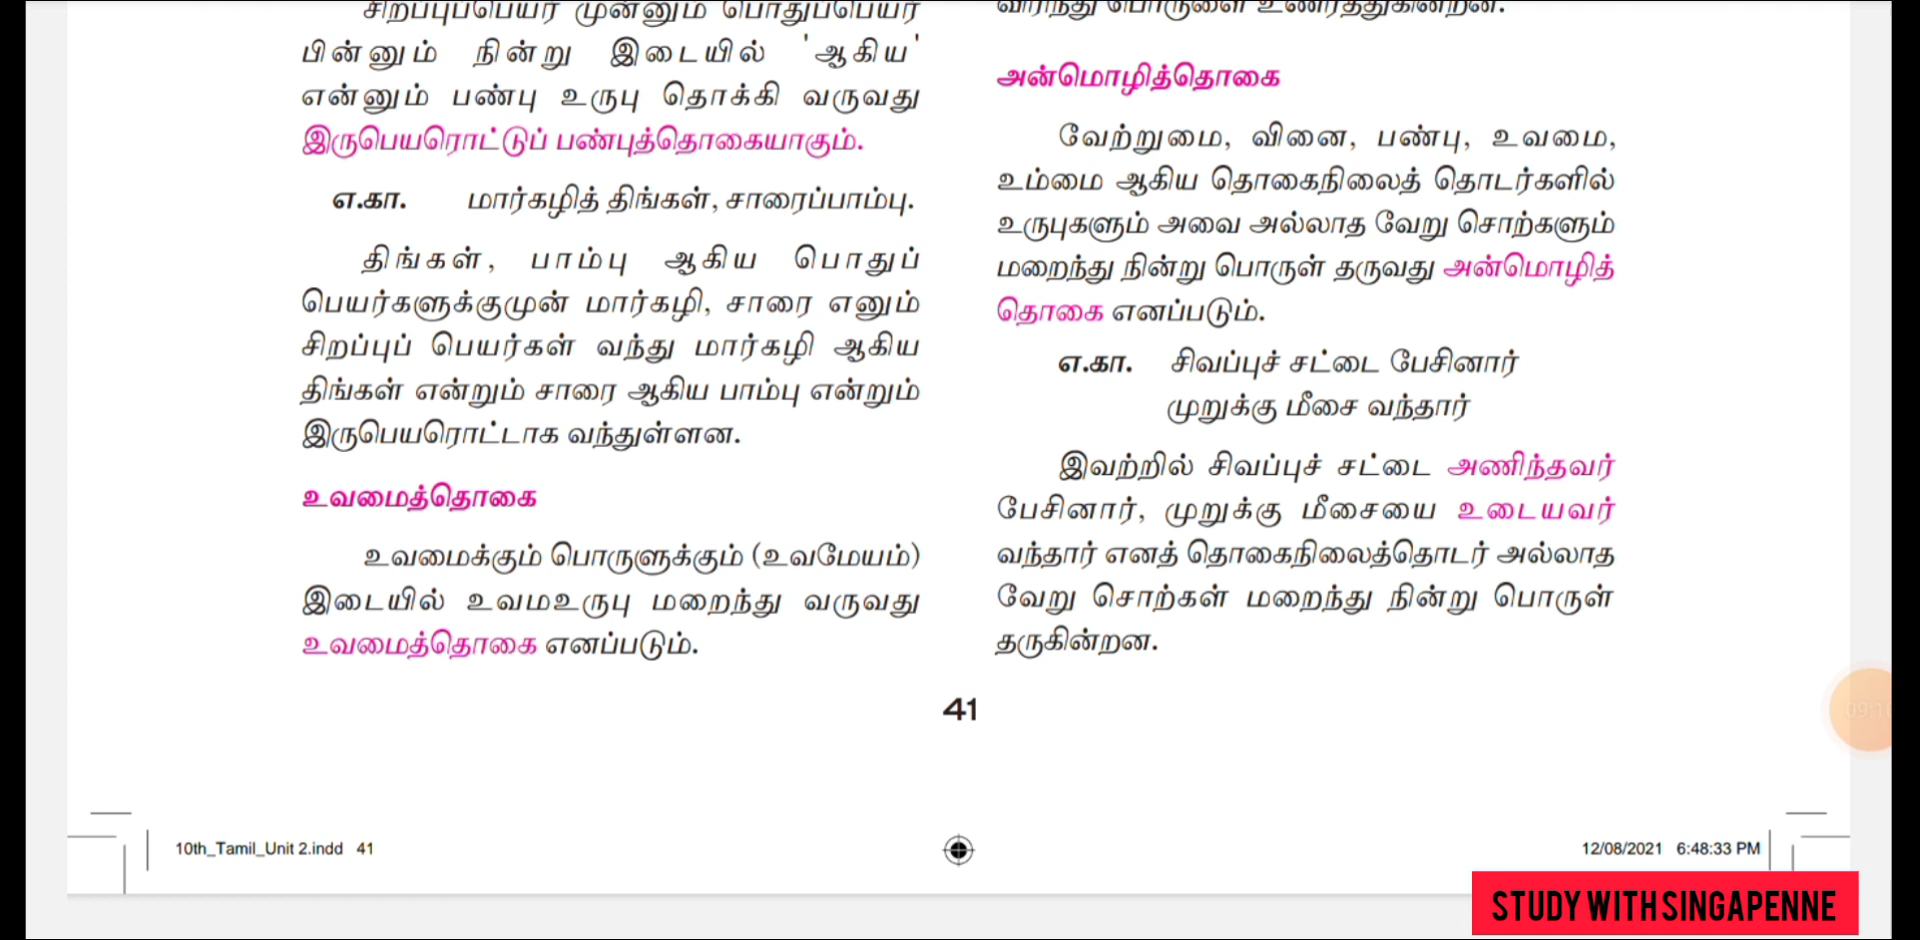 சிறப்புப்பெயர் முன்னும் பொதுப்பெயர்
பின்னும் நின்று இடையில் 'ஆகிய'
என்னும் பண்பு உருபு தொக்கி வருவது
இருபெயரொட்டுப் பண்புத்தொகையாகும்.
எ.கா. மார்கழித் திங்கள், சாரைப்பாம்பு.
திங்கள், பாம்பு ஆகிய பொதுப்
பெயர்களுக்குமுன் மார்கழி, சாரை எனும்
சிறப்புப் பெயர்கள் வந்து மார்கழி ஆகிய
திங்கள் என்றும் சாரை ஆகிய பாம்பு என்றும்
இருபெயரொட்டாக வந்துள்ளன.
உவமைத்தொகை
உவமைக்கும் பொருளுக்கும் (உவமேயம்)
இடையில் உவமஉருபு மறைந்து வருவது
உவமைத்தொகை எனப்படும்.
விரிந்து பொருளை உணர்த்துகின்றன.
அன்மொழித்தொகை
வேற்றுமை, வினை, பண்பு, உவமை,
உம்மை ஆகிய தொகைநிலைத் தொடர்களில்
உருபுகளும் அவை அல்லாத வேறு சொற்களும்
மறைந்து நின்று பொருள் தருவது அன்மொழித்
தொகை எனப்படும்.
எ.கா. சிவப்புச் சட்டை பேசினார்
முறுக்கு மீசை வந்தார்
இவற்றில் சிவப்புச் சட்டை அணிந்தவர்
பேசினார், முறுக்கு மீசையை உடையவர்
வந்தார் எனத் தொகைநிலைத்தொடர் அல்லாத
வேறு சொற்கள் மறைந்து நின்று பொருள்
தருகின்றன.
41
10th_Tamil_Unit 2.indd 41
12/08/2021 6:48:33 PM
STUDY WITH SINGAPENNE